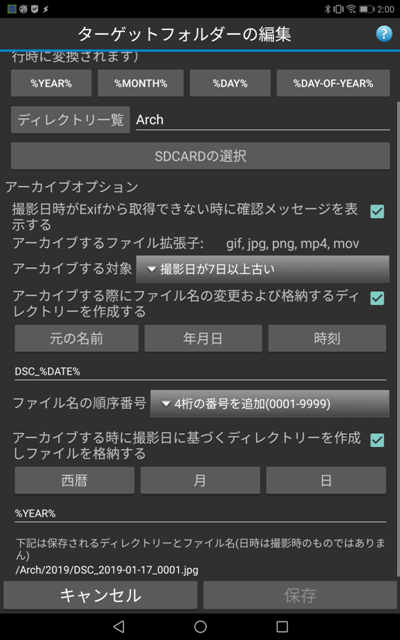 2:00
ターゲットフォルダーの編集
?
行時に変換されます)
%YEAR% %MONTH% %DAY% %DAY-OF-YEAR%
ディレクトリ一覧 Arch
SDCARDの選択
アーカイブオプション
撮影日時がExifから取得できない時に確認メッセージを表
示する
アーカイブするファイル拡張子: gif, jpg, png, mp4, mov
アーカイブする対象 ▼撮影日が7日以上古い
アーカイブする際にファイル名の変更および格納するディ
レクトリーを作成する
元の名前 年月日 時刻
DSC_%DATE%
ファイル名の順序番号 ▼4桁の番号を追加(0001-9999)
アーカイブする時に撮影日に基づくディレクトリーを作成
しファイルを格納する
西暦 月 日
%YEAR%
下記は保存されるディレクトリーとファイル名(日時は撮影時のものではありませ
ん)
/Arch/2019/DSC_2019-01-17_0001.jpg
キャンセル 保存